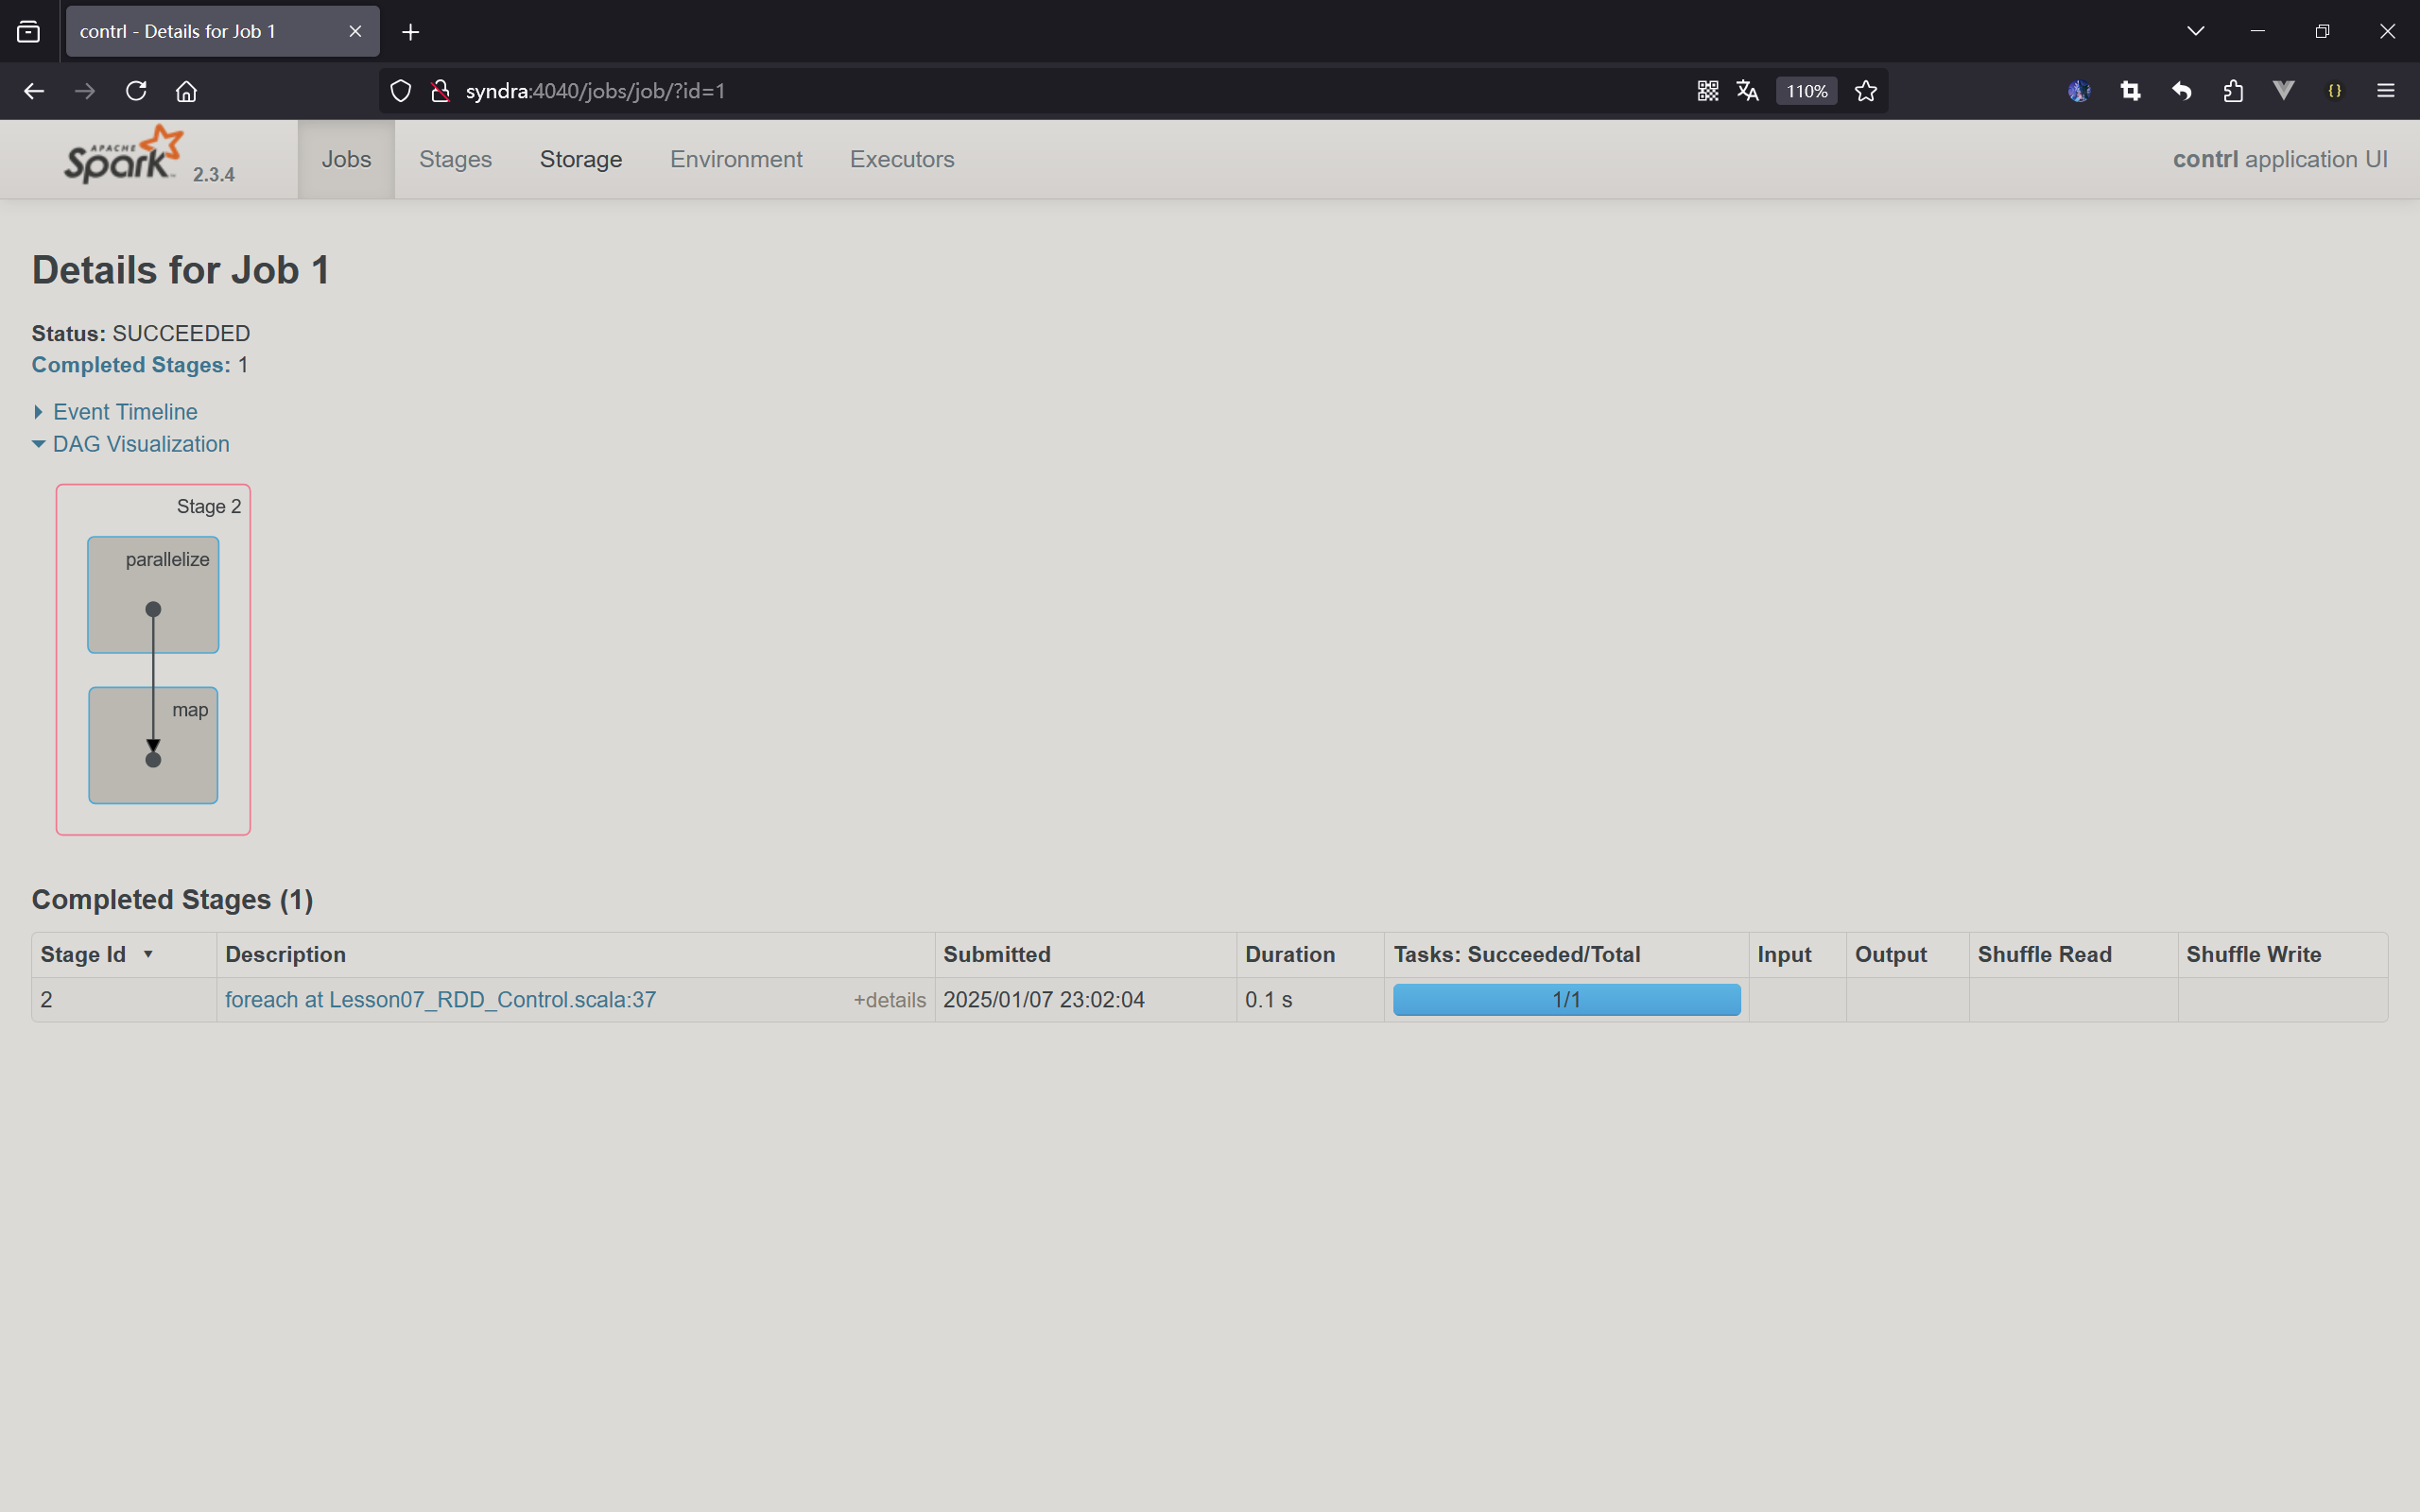 contrl - Details for Job 1
syndra:4040/jobs/job/?id=1
110%
APACHE
Spark 2.3.4
Jobs
Stages
Storage
Environment
Executors
contrl application UI
Details for Job 1
Status: SUCCEEDED
Completed Stages: 1
Event Timeline
DAG Visualization
Stage 2
parallelize
map
Completed Stages (1)
Stage Id Description Submitted Duration Tasks: Succeeded/Total Input Output Shuffle Read Shuffle Write
2 foreach at Lesson07_RDD_Control.scala:37 +details 2025/01/07 23:02:04 0.1 s 1/1